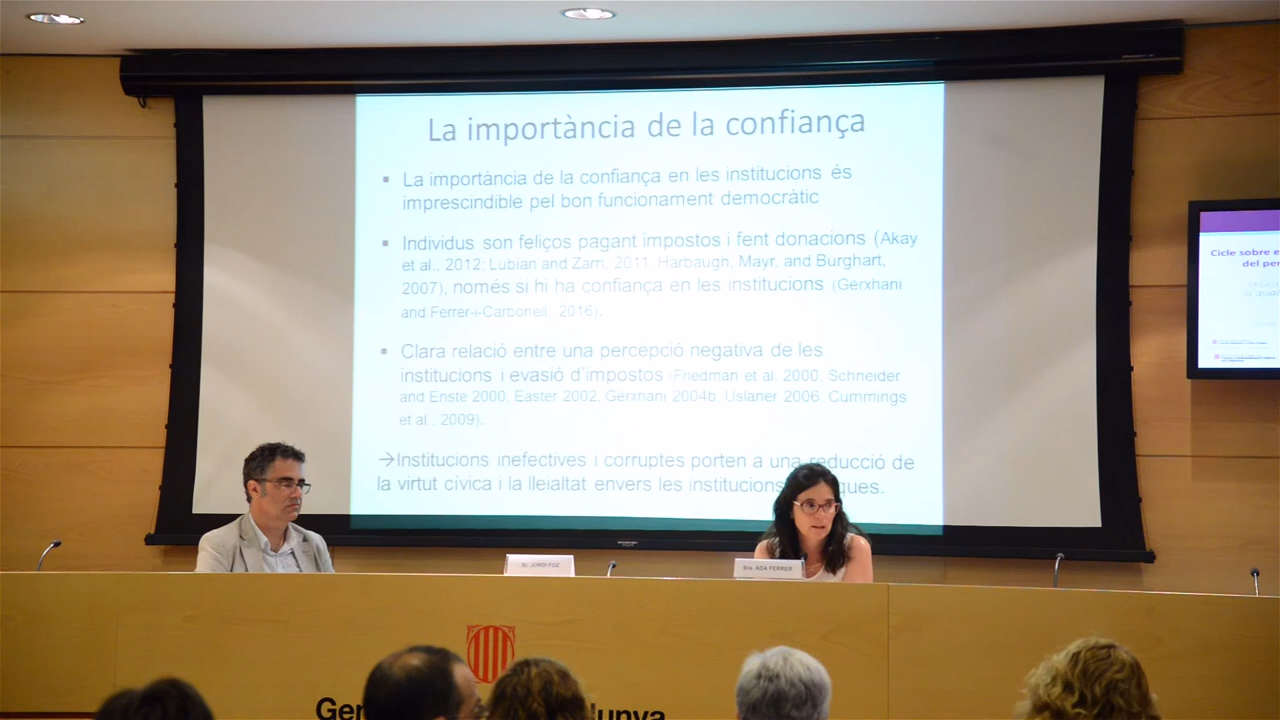 La importància de la confiança
▪ La importància de la confiança en les institucions és
imprescindible pel bon funcionament democràtic
▪ Individus son feliços pagant impostos i fent donacions (Akay
et al., 2012; Lubian and Zarri, 2011, Harbaugh, Mayr, and Burghart,
2007), només si hi ha confiança en les institucions (Gërxhani
and Ferrer-i-Carbonell, 2016).
▪ Clara relació entre una percepció negativa de les
institucions i evasió d'impostos (Friedman et al. 2000, Schneider
and Enste 2000, Easter 2002, Gerxhani 2004b, Uslaner 2006, Cummings
et al., 2009).
→Institucions inefectives i corruptes porten a una reducció de
la virtut cívica i la lleialtat envers les institucions ques.
Cicle sobre e
del per
Sr. JORDI FOZ
Sra. ADA FERRER
Ger lunya